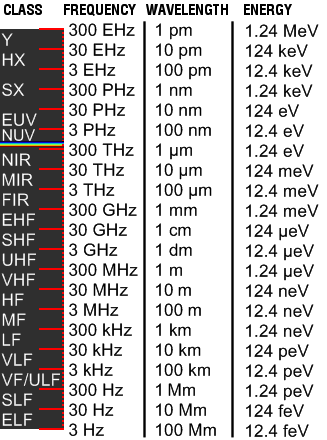 CLASS FREQUENCY WAVELENGTH ENERGY
300 EHz 1 pm 1.24 MeV
Y
30 EHz 10 pm 124 keV
HX
3 EHz 100 pm 12.4 keV
SX 300 PHz 1 nm 1.24 keV
30 PHz 10 nm 124 eV
EUV
3 PHz 100 nm 12.4 eV
NUV
300 THz 1 µm 1.24 eV
NIR
30 THz 10 µm 124 meV
MIR
3 THz 100 µm 12.4 meV
FIR
300 GHz 1 mm 1.24 meV
EHF
30 GHz 1 cm 124 µeV
SHF
3 GHz 1 dm 12.4 µeV
UHF
300 MHz 1 m 1.24 µeV
VHF
30 MHz 10 m 124 neV
HF
3 MHz 100 m 12.4 neV
MF
300 kHz 1 km 1.24 neV
LF
30 kHz 10 km 124 peV
VLF
3 kHz 100 km 12.4 peV
VF/ULF
300 Hz 1 Mm 1.24 peV
SLF
30 Hz 10 Mm 124 feV
ELF
3 Hz 100 Mm 12.4 feV